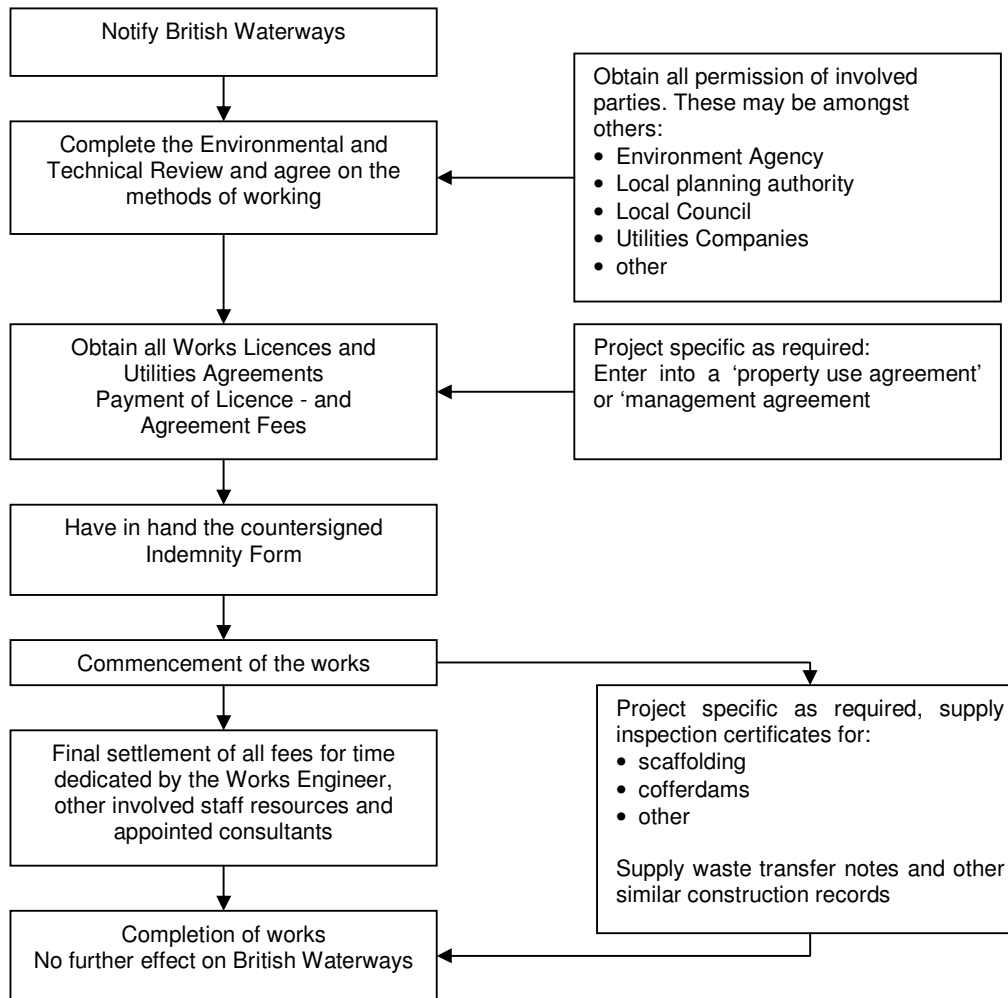 Notify British Waterways
Obtain all permission of involved
parties. These may be amongst
others:
• Environment Agency
• Local planning authority
• Local Council
• Utilities Companies
• other
Complete the Environmental and
Technical Review and agree on the
methods of working
Obtain all Works Licences and
Utilities Agreements
Payment of Licence - and
Agreement Fees
Project specific as required:
Enter into a ‘property use agreement’
or ‘management agreement
Have in hand the countersigned
Indemnity Form
Commencement of the works
Project specific as required, supply
inspection certificates for:
• scaffolding
• cofferdams
• other
Supply waste transfer notes and other
similar construction records
Final settlement of all fees for time
dedicated by the Works Engineer,
other involved staff resources and
appointed consultants
Completion of works
No further effect on British Waterways